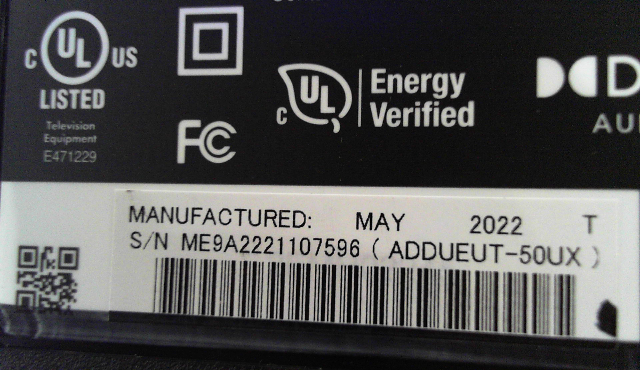 C UL US
LISTED
Television
Equipment
E471229
FC
C UL
Energy
Verified
AU
MANUFACTURED: MAY 2022 T
S/N ME9A2221107596 ( ADDUEUT-50UX )